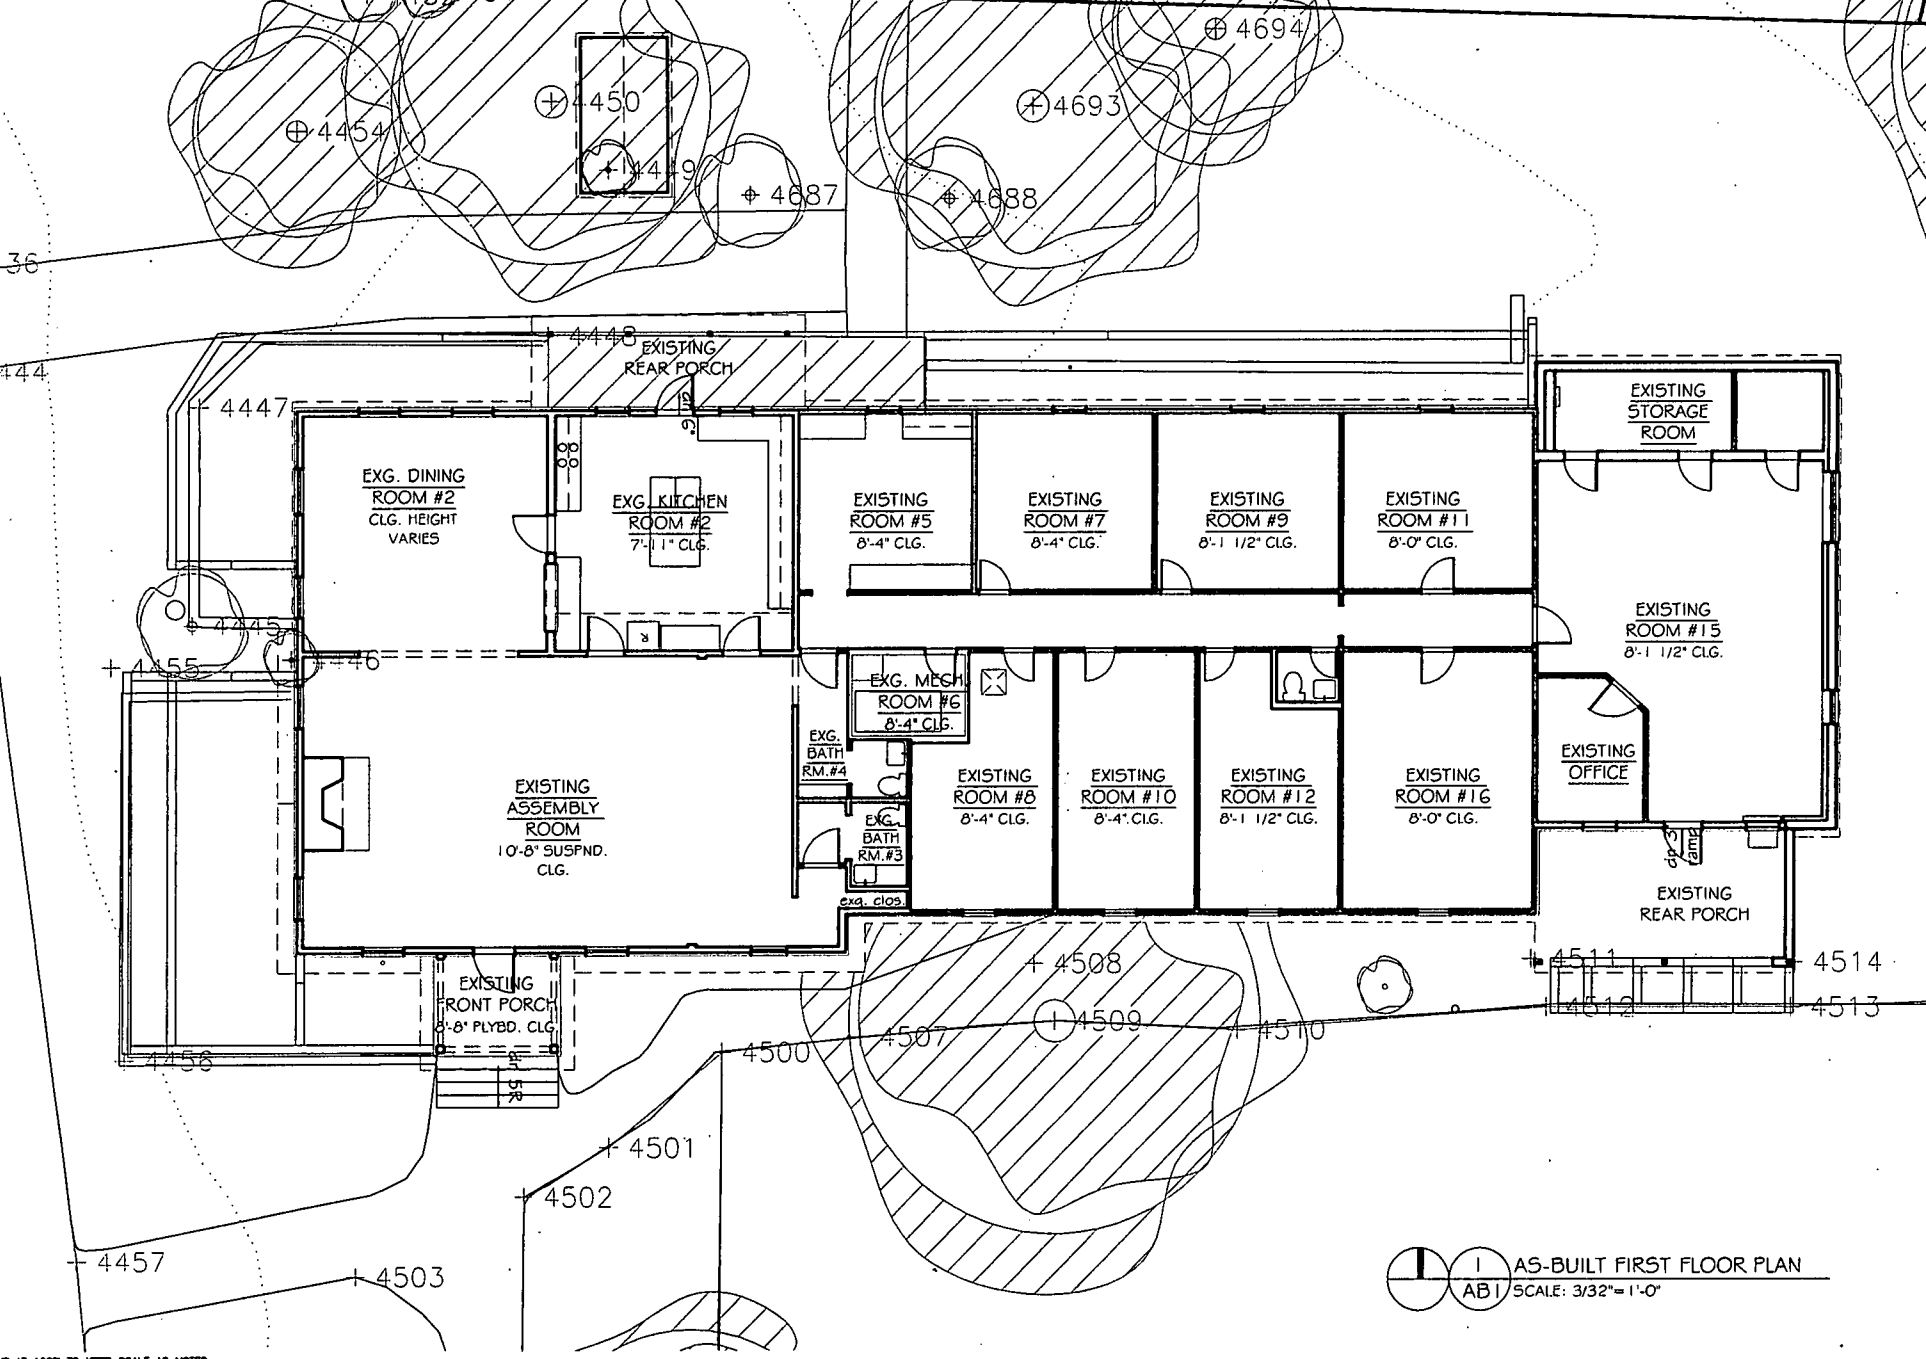 4694
4450
4693
4454
4449
4687
4688
36
4448
EXISTING
REAR PORCH
444
4447
EXISTING
STORAGE
ROOM
EXG. DINING
ROOM #2
CLG. HEIGHT
VARIES
EXG. KITCHEN
ROOM #2
7'-11" CLG.
EXISTING
ROOM #5
8'-4" CLG.
EXISTING
ROOM #7
8'-4" CLG.
EXISTING
ROOM #9
8'-1 1/2" CLG.
EXISTING
ROOM #11
8'-0" CLG.
EXISTING
ROOM #15
8'-1 1/2" CLG.
4445
4446
4455
R
EXG. MECH.
ROOM #6
8'-4" CLG.
EXG.
BATH
RM.#4
EXISTING
OFFICE
EXISTING
ASSEMBLY
ROOM
10'-8" SUSPND.
CLG.
EXISTING
ROOM #8
8'-4" CLG.
EXISTING
ROOM #10
8'-4" CLG.
EXISTING
ROOM #12
8'-1 1/2" CLG.
EXISTING
ROOM #16
8'-0" CLG.
EXG.
BATH
RM.#3
exg. clos.
dn 3"
ramp
EXISTING
REAR PORCH
EXISTING
FRONT PORCH
8'-8" PLYBD. CLG.
dn 5R
4508
4511
4514
4509
4507
4510
4512
4513
4500
4456
4501
4502
4457
4503
1
AB1
AS-BUILT FIRST FLOOR PLAN
SCALE: 3/32"= 1'-0"